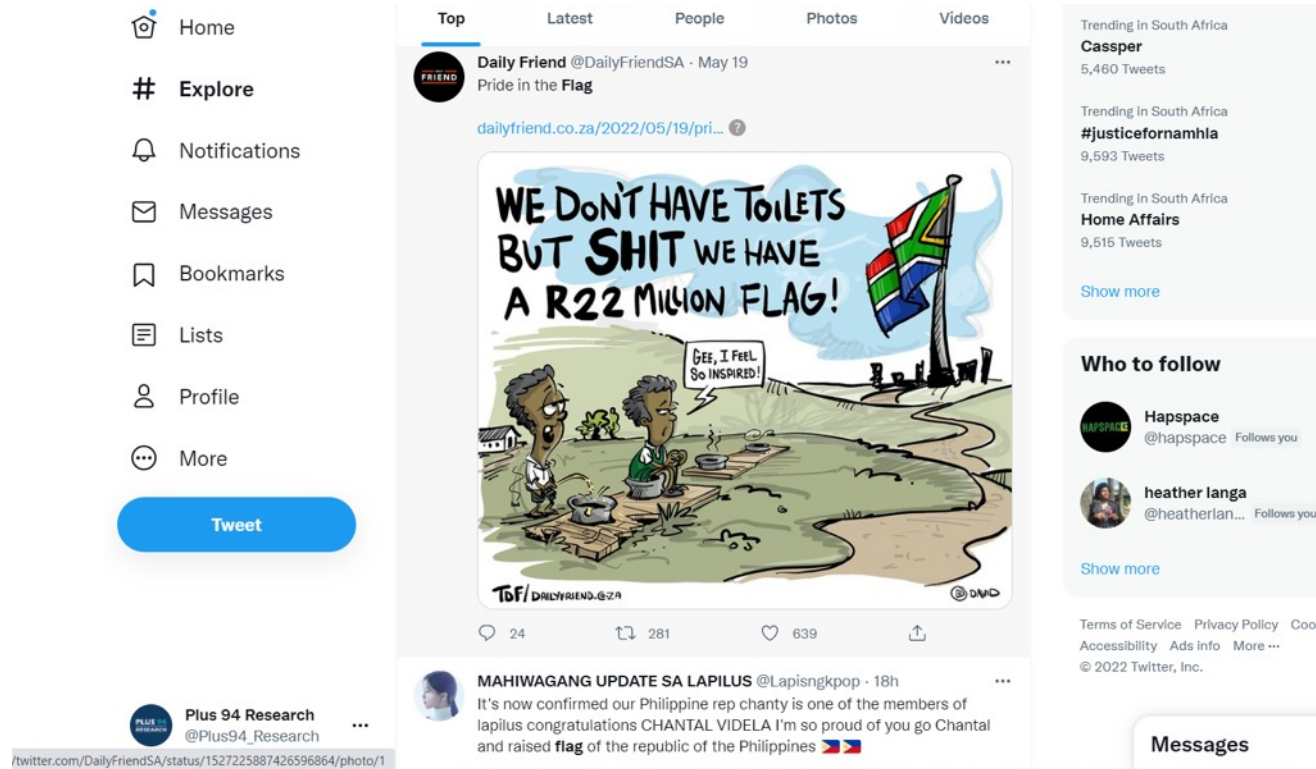 Home
Explore
Notifications
Messages
Bookmarks
Lists
Profile
More
Tweet
Plus 94 Research
@Plus94_Research
/twitter.com/DailyFriendSA/status/1527225887426596864/photo/1
Top Latest People Photos Videos
FRIEND
Daily Friend @DailyFriendSA · May 19
Pride in the Flag
dailyfriend.co.za/2022/05/19/pri...
WE DON'T HAVE TOILETS
BUT SHIT WE HAVE
A R22 MILLION FLAG!
GEE, I FEEL
SO INSPIRED!
TDF/DAILYFRIEND.CO.ZA
DAVID
24 281 639
MAHIWAGANG UPDATE SA LAPILUS @Lapisngkpop · 18h
It's now confirmed our Philippine rep chanty is one of the members of
lapilus congratulations CHANTAL VIDELA I'm so proud of you go Chantal
and raised flag of the republic of the Philippines 🇵🇭🇵🇭
Trending in South Africa
Cassper
5,460 Tweets
Trending in South Africa
#justicefornamhla
9,593 Tweets
Trending in South Africa
Home Affairs
9,515 Tweets
Show more
Who to follow
HAPSPACE
Hapspace
@hapspace Follows you
heather langa
@heatherlan... Follows you
Show more
Terms of Service Privacy Policy Coo
Accessibility Ads info More ···
© 2022 Twitter, Inc.
Messages